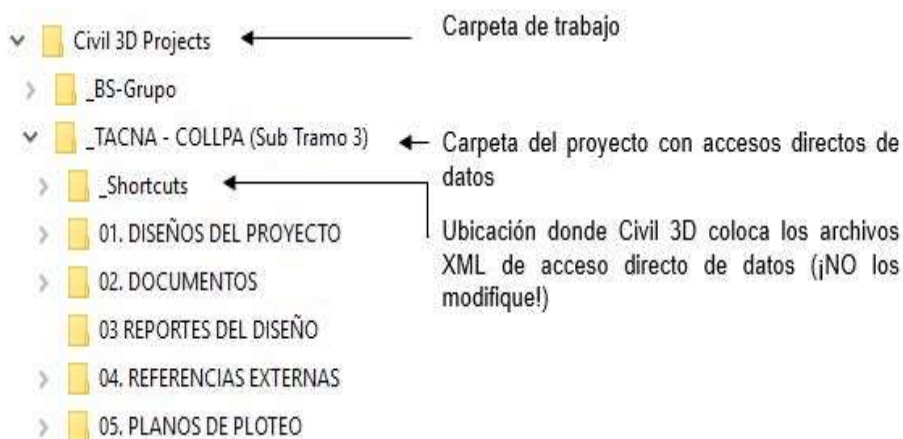 Civil 3D Projects
Carpeta de trabajo
_BS-Grupo
_TACNA - COLLPA (Sub Tramo 3)
Carpeta del proyecto con accesos directos de
datos
_Shortcuts
Ubicación donde Civil 3D coloca los archivos
XML de acceso directo de datos (¡NO los
modifique!)
01. DISEÑOS DEL PROYECTO
02. DOCUMENTOS
03 REPORTES DEL DISEÑO
04. REFERENCIAS EXTERNAS
05. PLANOS DE PLOTEO